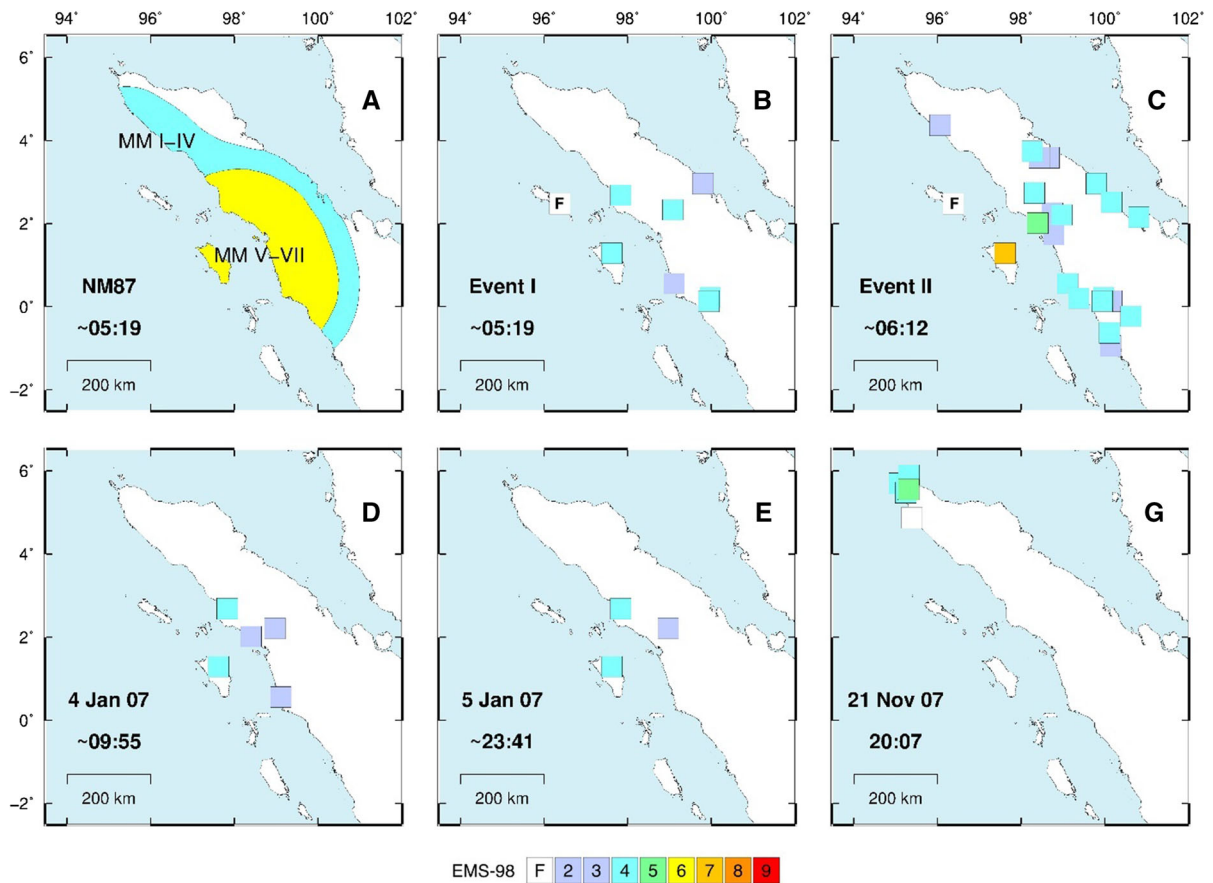 94° 96° 98° 100° 102°
94° 96° 98° 100° 102°
94° 96° 98° 100° 102°
6°
4°
2°
0°
−2°
A
MM I−IV
MM V−VII
NM87
~05:19
200 km
B
F
Event I
~05:19
200 km
C
F
Event II
~06:12
200 km
6°
4°
2°
0°
−2°
D
4 Jan 07
~09:55
200 km
E
5 Jan 07
~23:41
200 km
G
21 Nov 07
20:07
200 km
EMS-98 F 2 3 4 5 6 7 8 9